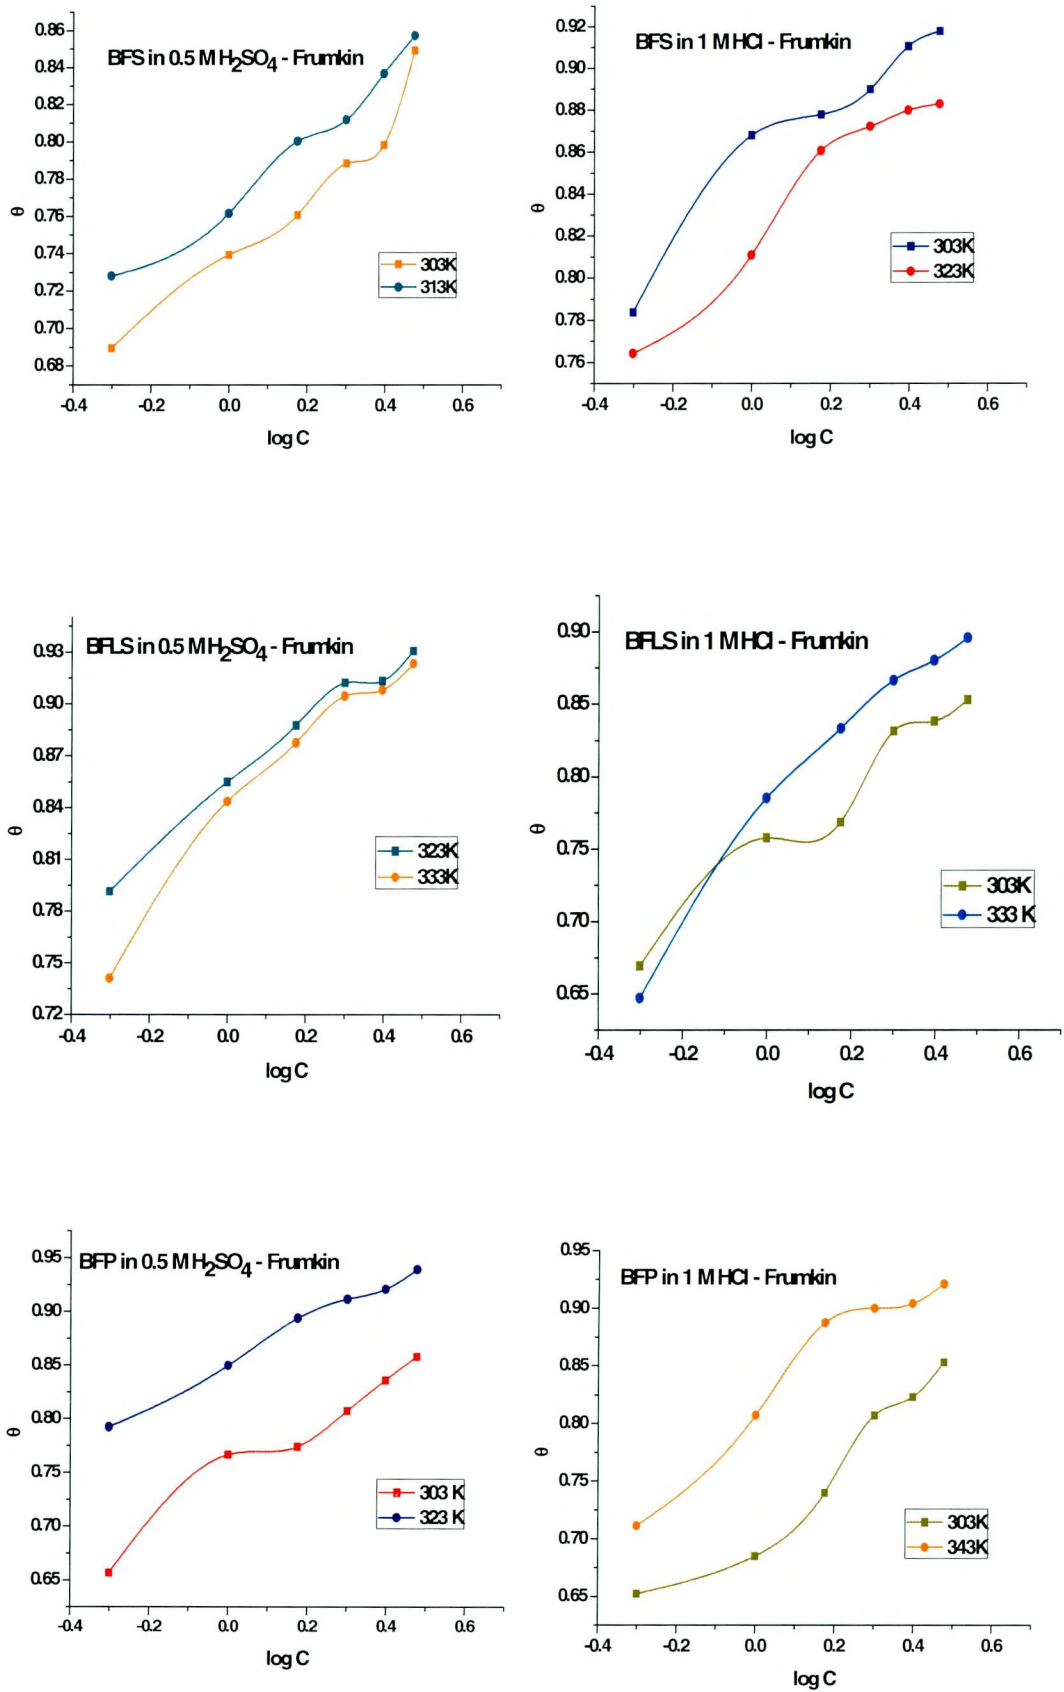 BFS in 0.5 M H₂SO₄ - Frumkin
0.86
0.84
0.82
0.80
0.78
0.76
0.74
0.72
0.70
0.68
θ
303K
313K
-0.4 -0.2 0.0 0.2 0.4 0.6
log C
BFS in 1 M HCl - Frumkin
0.92
0.90
0.88
0.86
0.84
0.82
0.80
0.78
0.76
θ
303K
323K
-0.4 -0.2 0.0 0.2 0.4 0.6
log C
BFLS in 0.5 M H₂SO₄ - Frumkin
0.93
0.90
0.87
0.84
0.81
0.78
0.75
0.72
θ
323K
333K
-0.4 -0.2 0.0 0.2 0.4 0.6
log C
BFLS in 1 M HCl - Frumkin
0.90
0.85
0.80
0.75
0.70
0.65
θ
303K
333 K
-0.4 -0.2 0.0 0.2 0.4 0.6
log C
BFP in 0.5 M H₂SO₄ - Frumkin
0.95
0.90
0.85
0.80
0.75
0.70
0.65
θ
303 K
323 K
-0.4 -0.2 0.0 0.2 0.4 0.6
log C
BFP in 1 M HCl - Frumkin
0.95
0.90
0.85
0.80
0.75
0.70
0.65
θ
303K
343K
-0.4 -0.2 0.0 0.2 0.4 0.6
log C